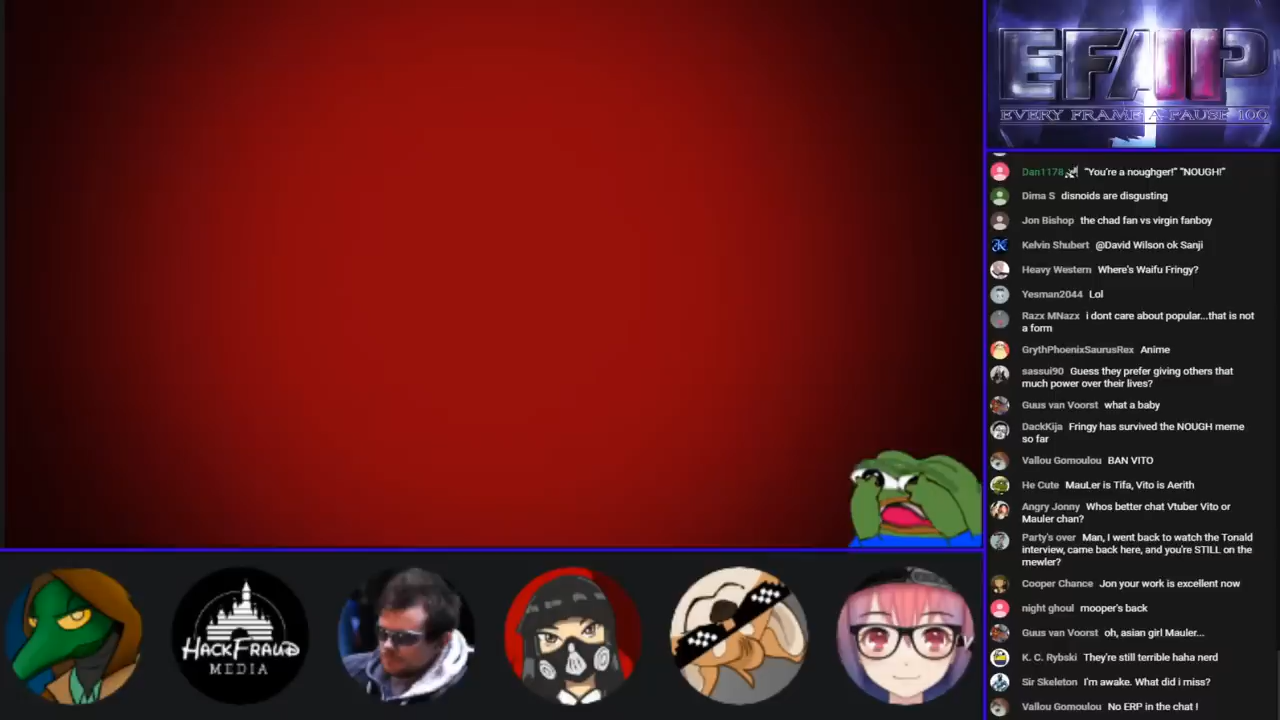 EFAP
EVERY FRAME A PAUSE 100
Dan1178 "You're a noughger!" "NOUGH!"
Dima S disnoids are disgusting
Jon Bishop the chad fan vs virgin fanboy
Kelvin Shubert @David Wilson ok Sanji
Heavy Western Where's Waifu Fringy?
Yesman2044 Lol
Razx MNazx i dont care about popular...that is not
a form
GrythPhoenixSaurusRex Anime
sassui90 Guess they prefer giving others that
much power over their lives?
Guus van Voorst what a baby
DackKija Fringy has survived the NOUGH meme
so far
Vallou Gomoulou BAN VITO
He Cute MauLer is Tifa, Vito is Aerith
Angry Jonny Whos better chat Vtuber Vito or
Mauler chan?
Party's over Man, I went back to watch the Tonald
interview, came back here, and you're STILL on the
mewler?
Cooper Chance Jon your work is excellent now
night ghoul mooper's back
Guus van Voorst oh, asian girl Mauler...
K. C. Rybski They're still terrible haha nerd
Sir Skeleton I'm awake. What did i miss?
Vallou Gomoulou No ERP in the chat !
HACKFRAUD
MEDIA